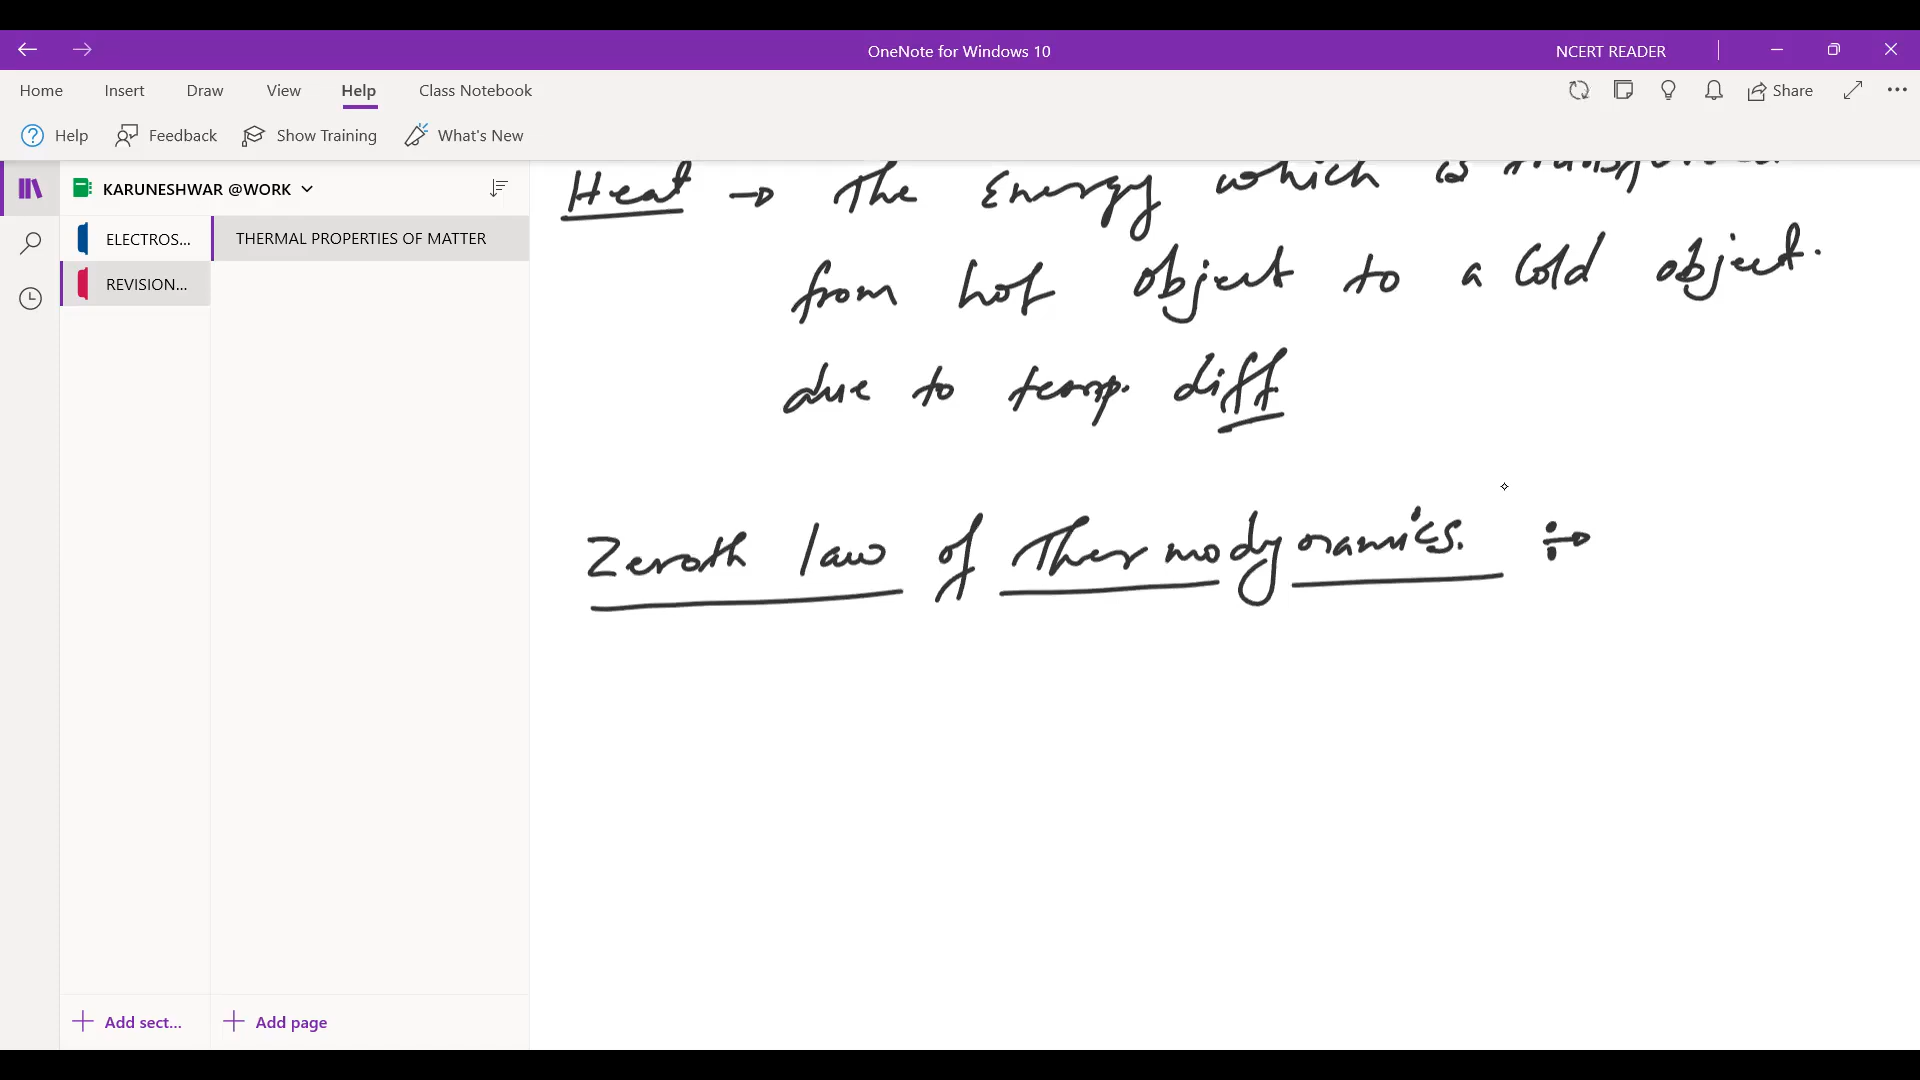 OneNote for Windows 10
NCERT READER
Home Insert Draw View Help Class Notebook
Share
Help Feedback Show Training What's New
KARUNESHWAR @WORK
ELECTROS...
THERMAL PROPERTIES OF MATTER
REVISION...
Heat → The Energy which is
from hot object to a Cold object.
due to temp. diff
Zeroth law of Thermodynamics. ÷→
Add sect...
Add page